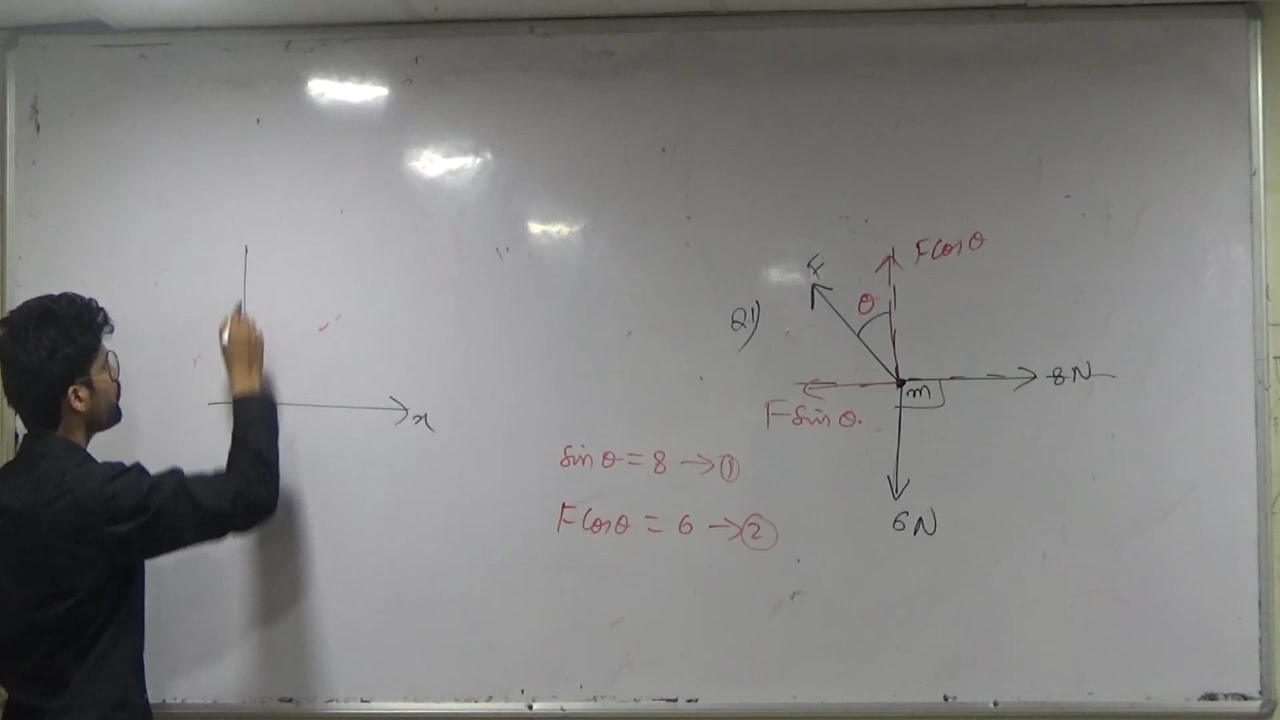 x
Q1)
F
θ
F cos θ
8N
m
F sin θ.
6N
sin θ = 8 → ①
F cos θ = 6 → ②